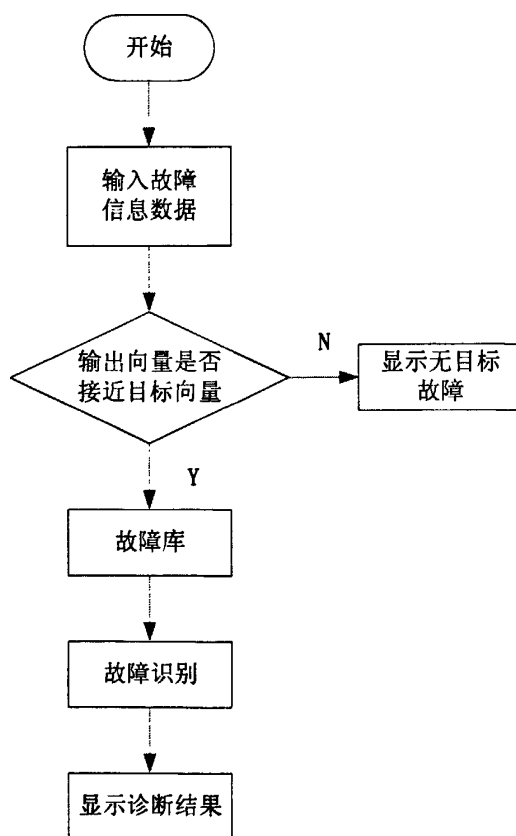 开始
输入故障
信息数据
输出向量是否
接近目标向量
N
显示无目标
故障
Y
故障库
故障识别
显示诊断结果